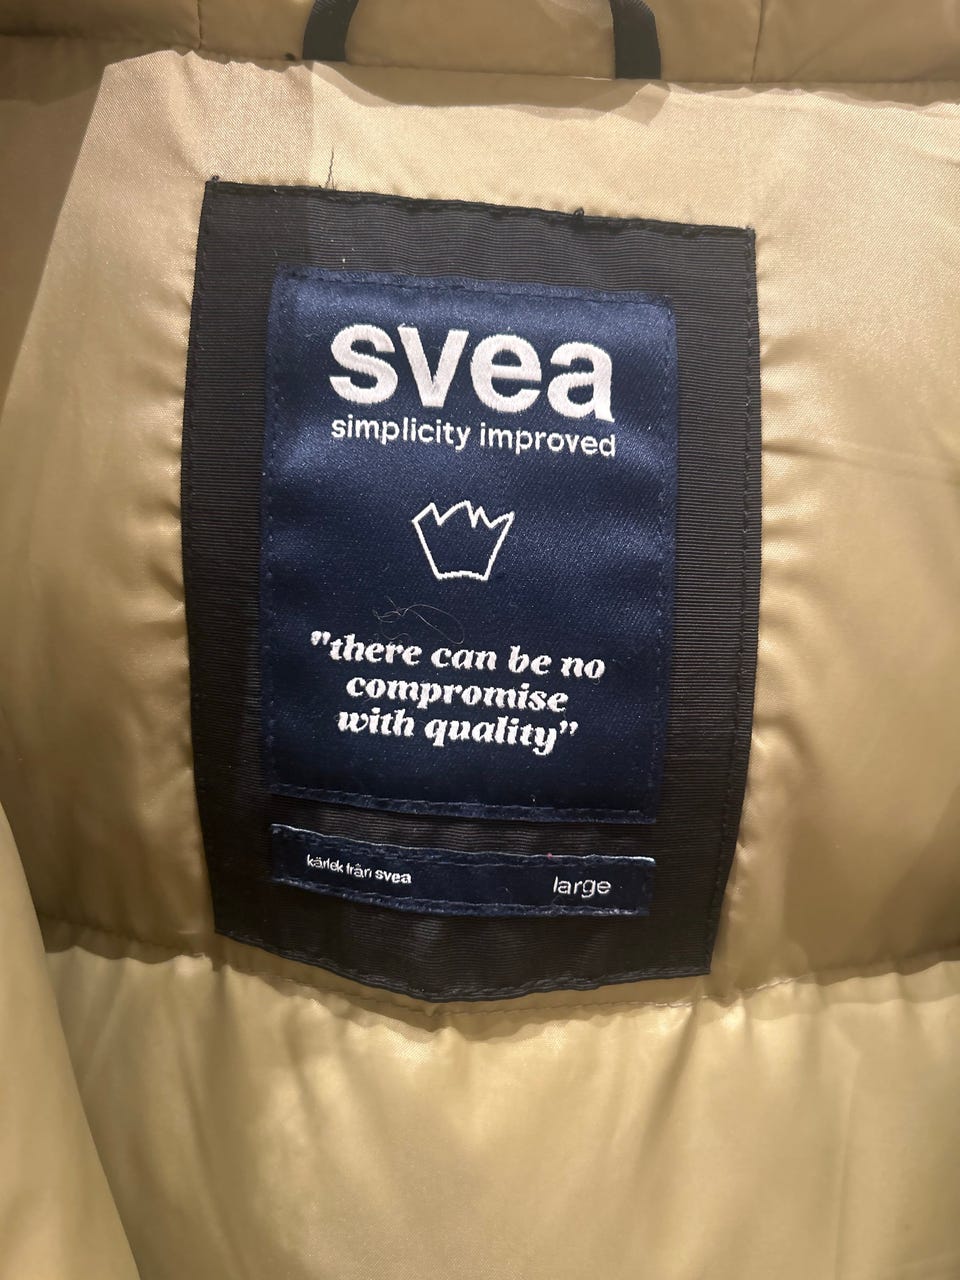 svea
simplicity improved
"there can be no
compromise
with quality"
kärlek från svea
large